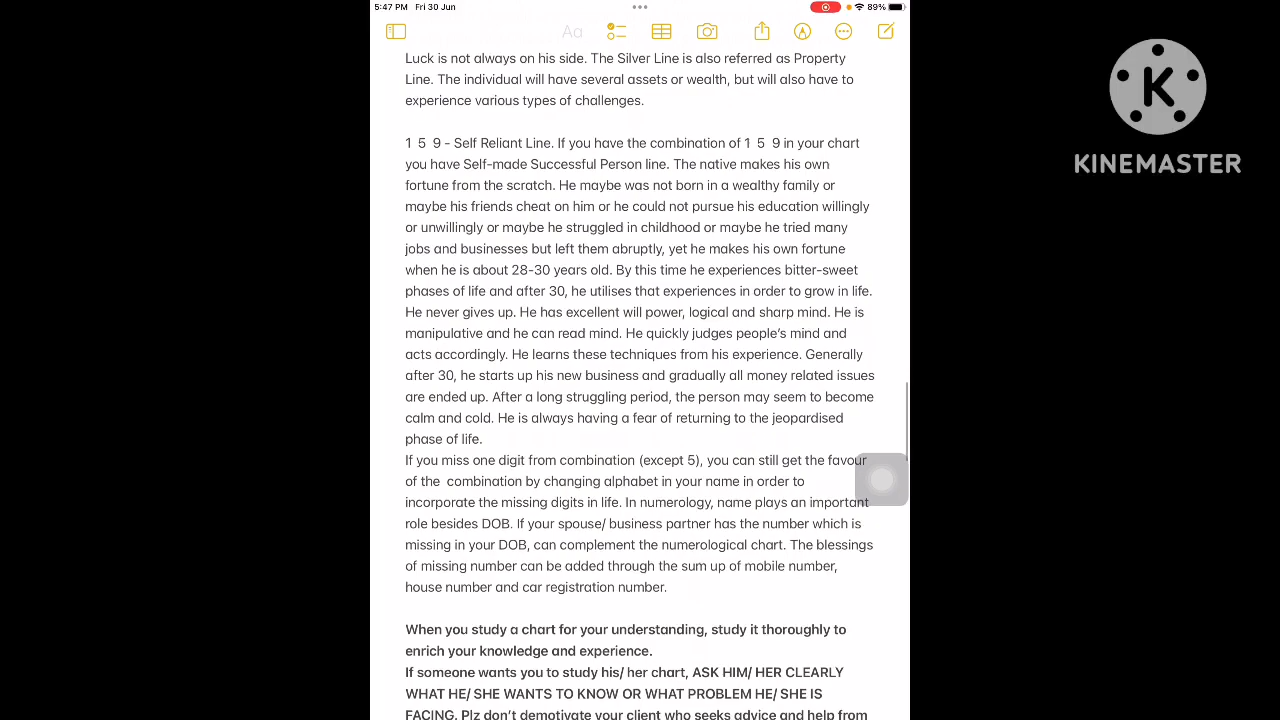 5:47 PM Fri 30 Jun
89%
Aa
KINEMASTER
Luck is not always on his side. The Silver Line is also referred as Property
Line. The individual will have several assets or wealth, but will also have to
experience various types of challenges.
1 5 9 - Self Reliant Line. If you have the combination of 1 5 9 in your chart
you have Self-made Successful Person line. The native makes his own
fortune from the scratch. He maybe was not born in a wealthy family or
maybe his friends cheat on him or he could not pursue his education willingly
or unwillingly or maybe he struggled in childhood or maybe he tried many
jobs and businesses but left them abruptly, yet he makes his own fortune
when he is about 28-30 years old. By this time he experiences bitter-sweet
phases of life and after 30, he utilises that experiences in order to grow in life.
He never gives up. He has excellent will power, logical and sharp mind. He is
manipulative and he can read mind. He quickly judges people's mind and
acts accordingly. He learns these techniques from his experience. Generally
after 30, he starts up his new business and gradually all money related issues
are ended up. After a long struggling period, the person may seem to become
calm and cold. He is always having a fear of returning to the jeopardised
phase of life.
If you miss one digit from combination (except 5), you can still get the favour
of the combination by changing alphabet in your name in order to
incorporate the missing digits in life. In numerology, name plays an important
role besides DOB. If your spouse/ business partner has the number which is
missing in your DOB, can complement the numerological chart. The blessings
of missing number can be added through the sum up of mobile number,
house number and car registration number.
When you study a chart for your understanding, study it thoroughly to
enrich your knowledge and experience.
If someone wants you to study his/ her chart, ASK HIM/ HER CLEARLY
WHAT HE/ SHE WANTS TO KNOW OR WHAT PROBLEM HE/ SHE IS
FACING. Plz don't demotivate your client who seeks advice and help from